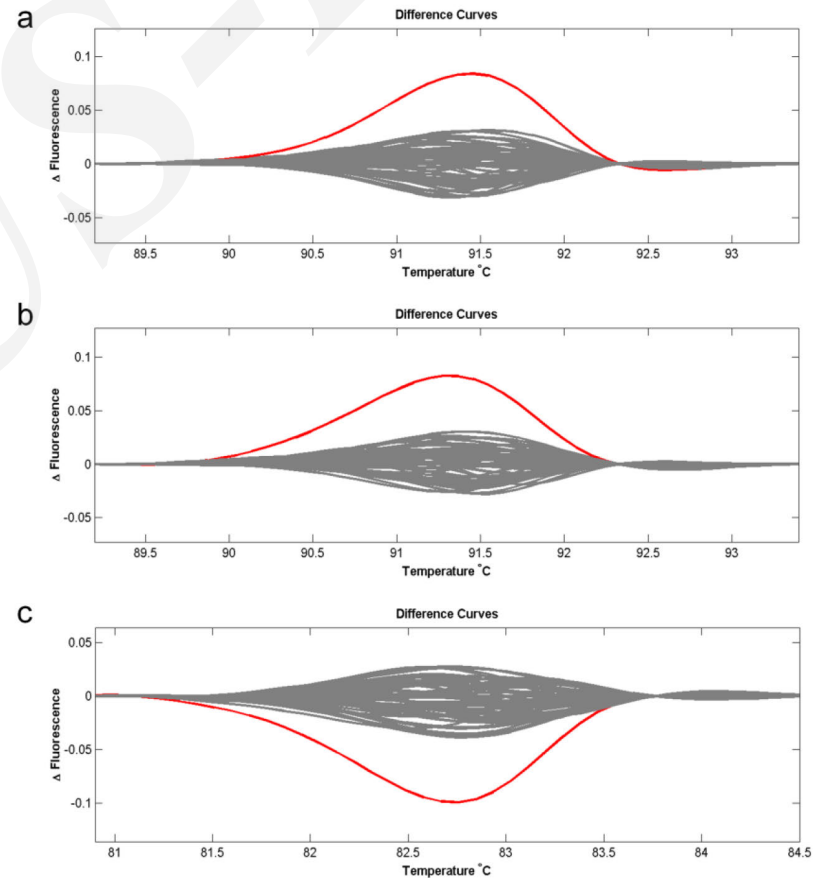 a
Difference Curves
0.1
0.05
0
-0.05
Δ Fluorescence
89.5 90 90.5 91 91.5 92 92.5 93
Temperature °C
b
Difference Curves
0.1
0.05
0
-0.05
Δ Fluorescence
89.5 90 90.5 91 91.5 92 92.5 93
Temperature °C
c
Difference Curves
0.05
0
-0.05
-0.1
Δ Fluorescence
81 81.5 82 82.5 83 83.5 84 84.5
Temperature °C